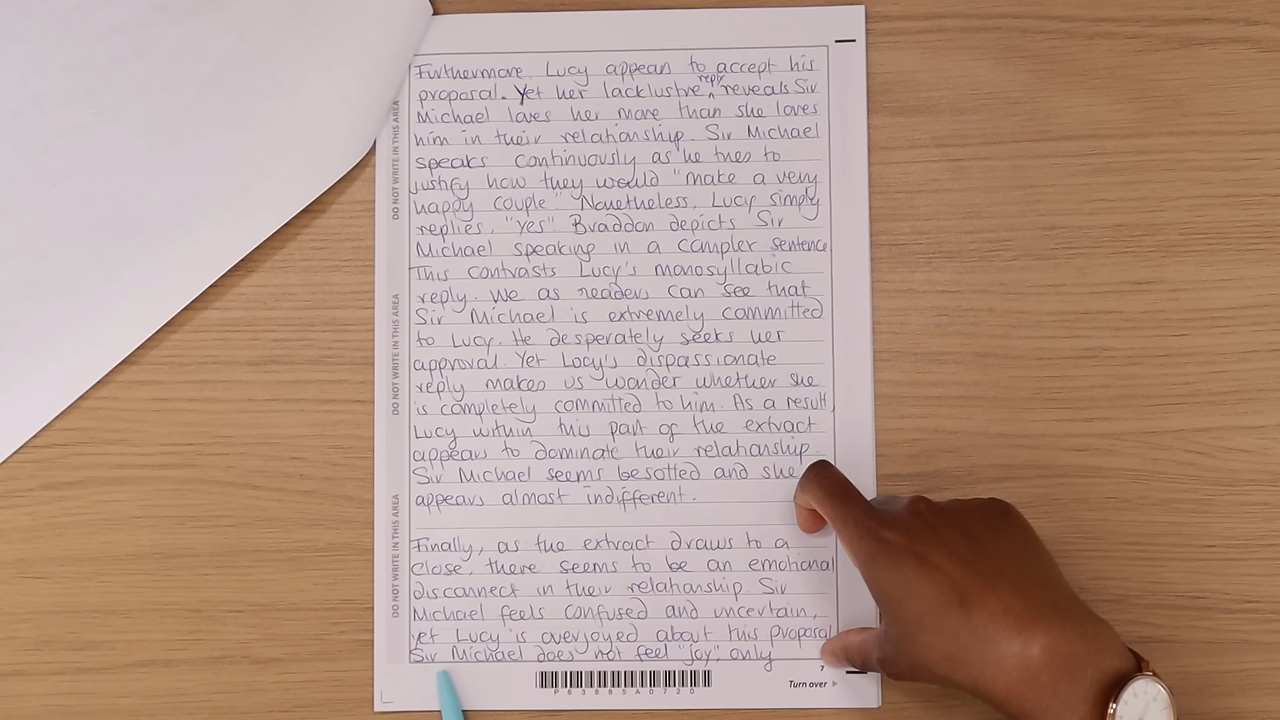 Furthermore, Lucy appears to accept his
proposal. Yet her lacklustre reply reveals Sir
Michael loves her more than she loves
him in their relationship. Sir Michael
speaks continuously as he tries to
justify how they would "make a very
happy couple" Nonetheless, Lucy simply
replies, "yes". Braddon depicts Sir
Michael speaking in a complex sentence
This contrasts Lucy's monosyllabic
reply. We as readers can see that
Sir Michael is extremely committed
to Lucy. He desperately seeks her
approval. Yet Lucy's dispassionate
reply makes us wonder whether she
is completely committed to him. As a result,
Lucy within this part of the extract
appears to dominate their relationship.
Sir Michael seems besotted and she
appears almost indifferent.
Finally, as the extract draws to a
close, there seems to be an emotional
disconnect in their relationship. Sir
Michael feels confused and uncertain,
yet Lucy is overjoyed about this proposal
Sir Michael does not feel "joy", only
DO NOT WRITE IN THIS AREA
DO NOT WRITE IN THIS AREA
DO NOT WRITE IN THIS AREA
7
P63885A0720
Turn over